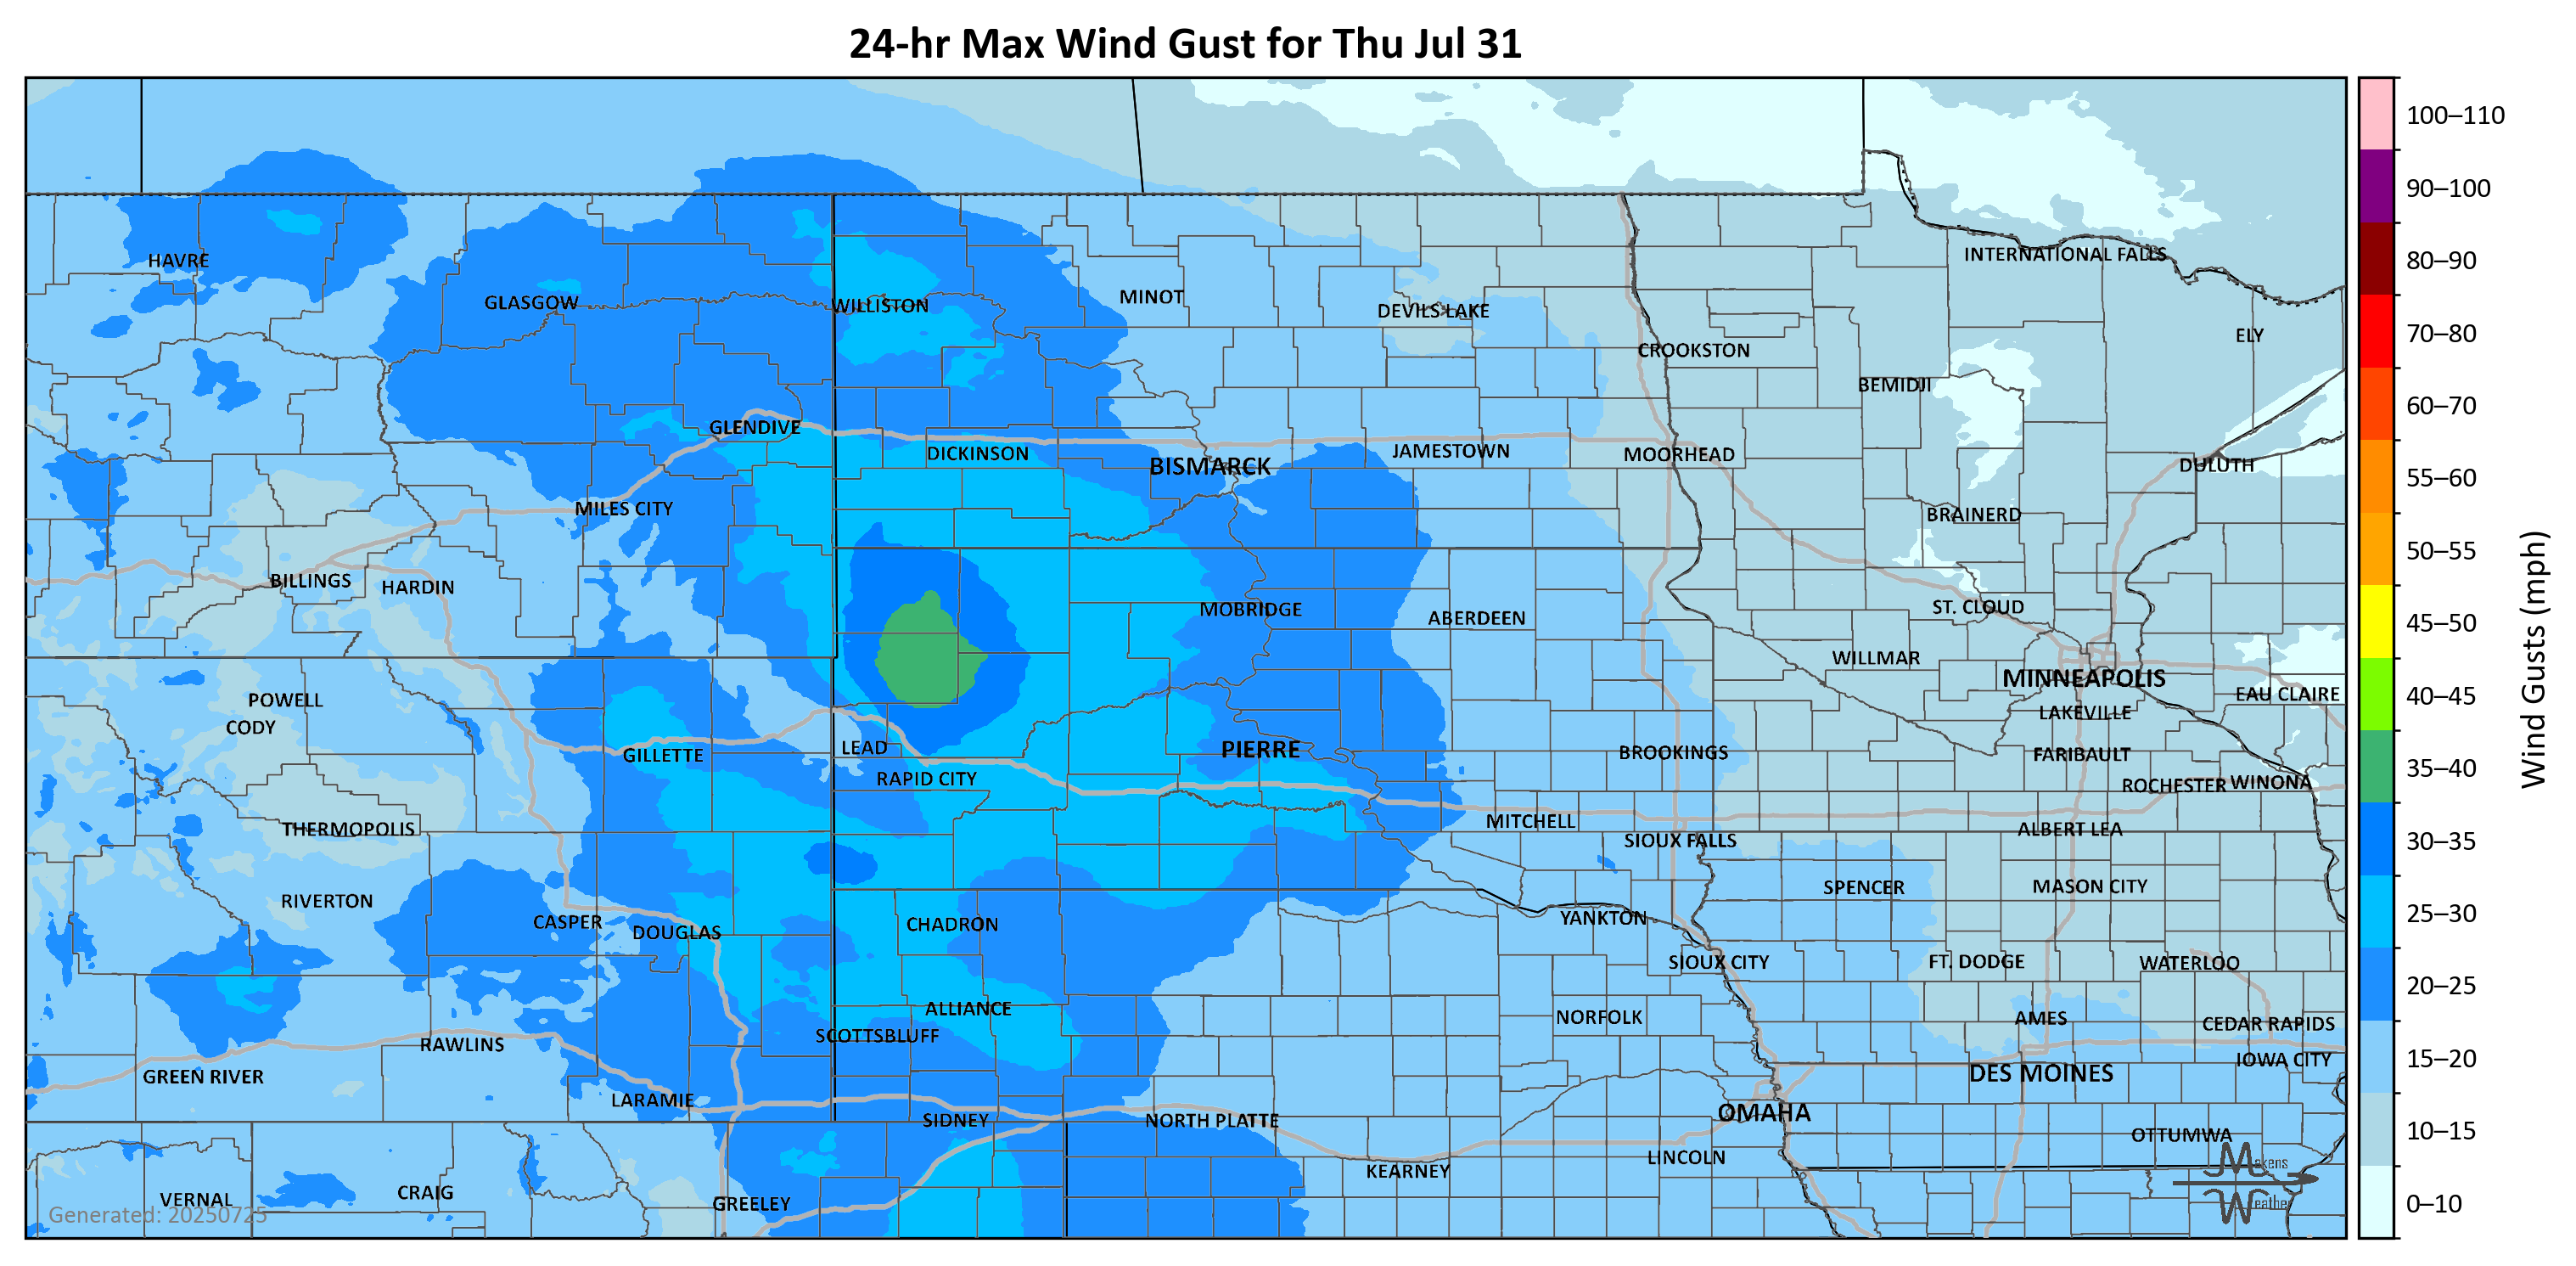 24-hr Max Wind Gust for Thu Jul 31
100–110
90–100
80–90
70–80
60–70
55–60
50–55
45–50
40–45
35–40
30–35
25–30
20–25
15–20
10–15
0–10
Wind Gusts (mph)
HAVRE
INTERNATIONAL FALLS
GLASGOW
WILLISTON
MINOT
DEVILS LAKE
ELY
CROOKSTON
BEMIDJI
GLENDIVE
DICKINSON
BISMARCK
JAMESTOWN
MOORHEAD
DULUTH
MILES CITY
BRAINERD
BILLINGS
HARDIN
MOBRIDGE
ABERDEEN
ST. CLOUD
WILLMAR
MINNEAPOLIS
EAU CLAIRE
POWELL
CODY
LAKEVILLE
GILLETTE
LEAD
PIERRE
BROOKINGS
FARIBAULT
RAPID CITY
ROCHESTER
WINONA
THERMOPOLIS
MITCHELL
SIOUX FALLS
ALBERT LEA
RIVERTON
SPENCER
MASON CITY
CASPER
DOUGLAS
CHADRON
YANKTON
SIOUX CITY
FT. DODGE
WATERLOO
ALLIANCE
NORFOLK
AMES
CEDAR RAPIDS
SCOTTSBLUFF
RAWLINS
IOWA CITY
GREEN RIVER
DES MOINES
LARAMIE
SIDNEY
NORTH PLATTE
OMAHA
OTTUMWA
KEARNEY
LINCOLN
VERNAL
CRAIG
GREELEY
Generated: 20250725
Makens
Weather